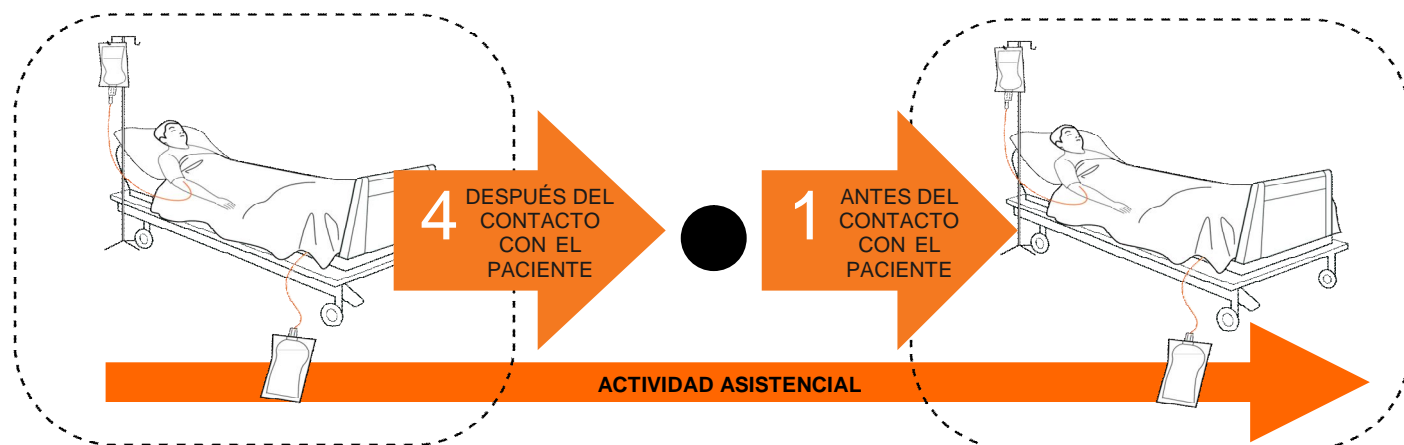 4
DESPUÉS DEL
CONTACTO
CON EL
PACIENTE
1
ANTES DEL
CONTACTO
CON EL
PACIENTE
ACTIVIDAD ASISTENCIAL